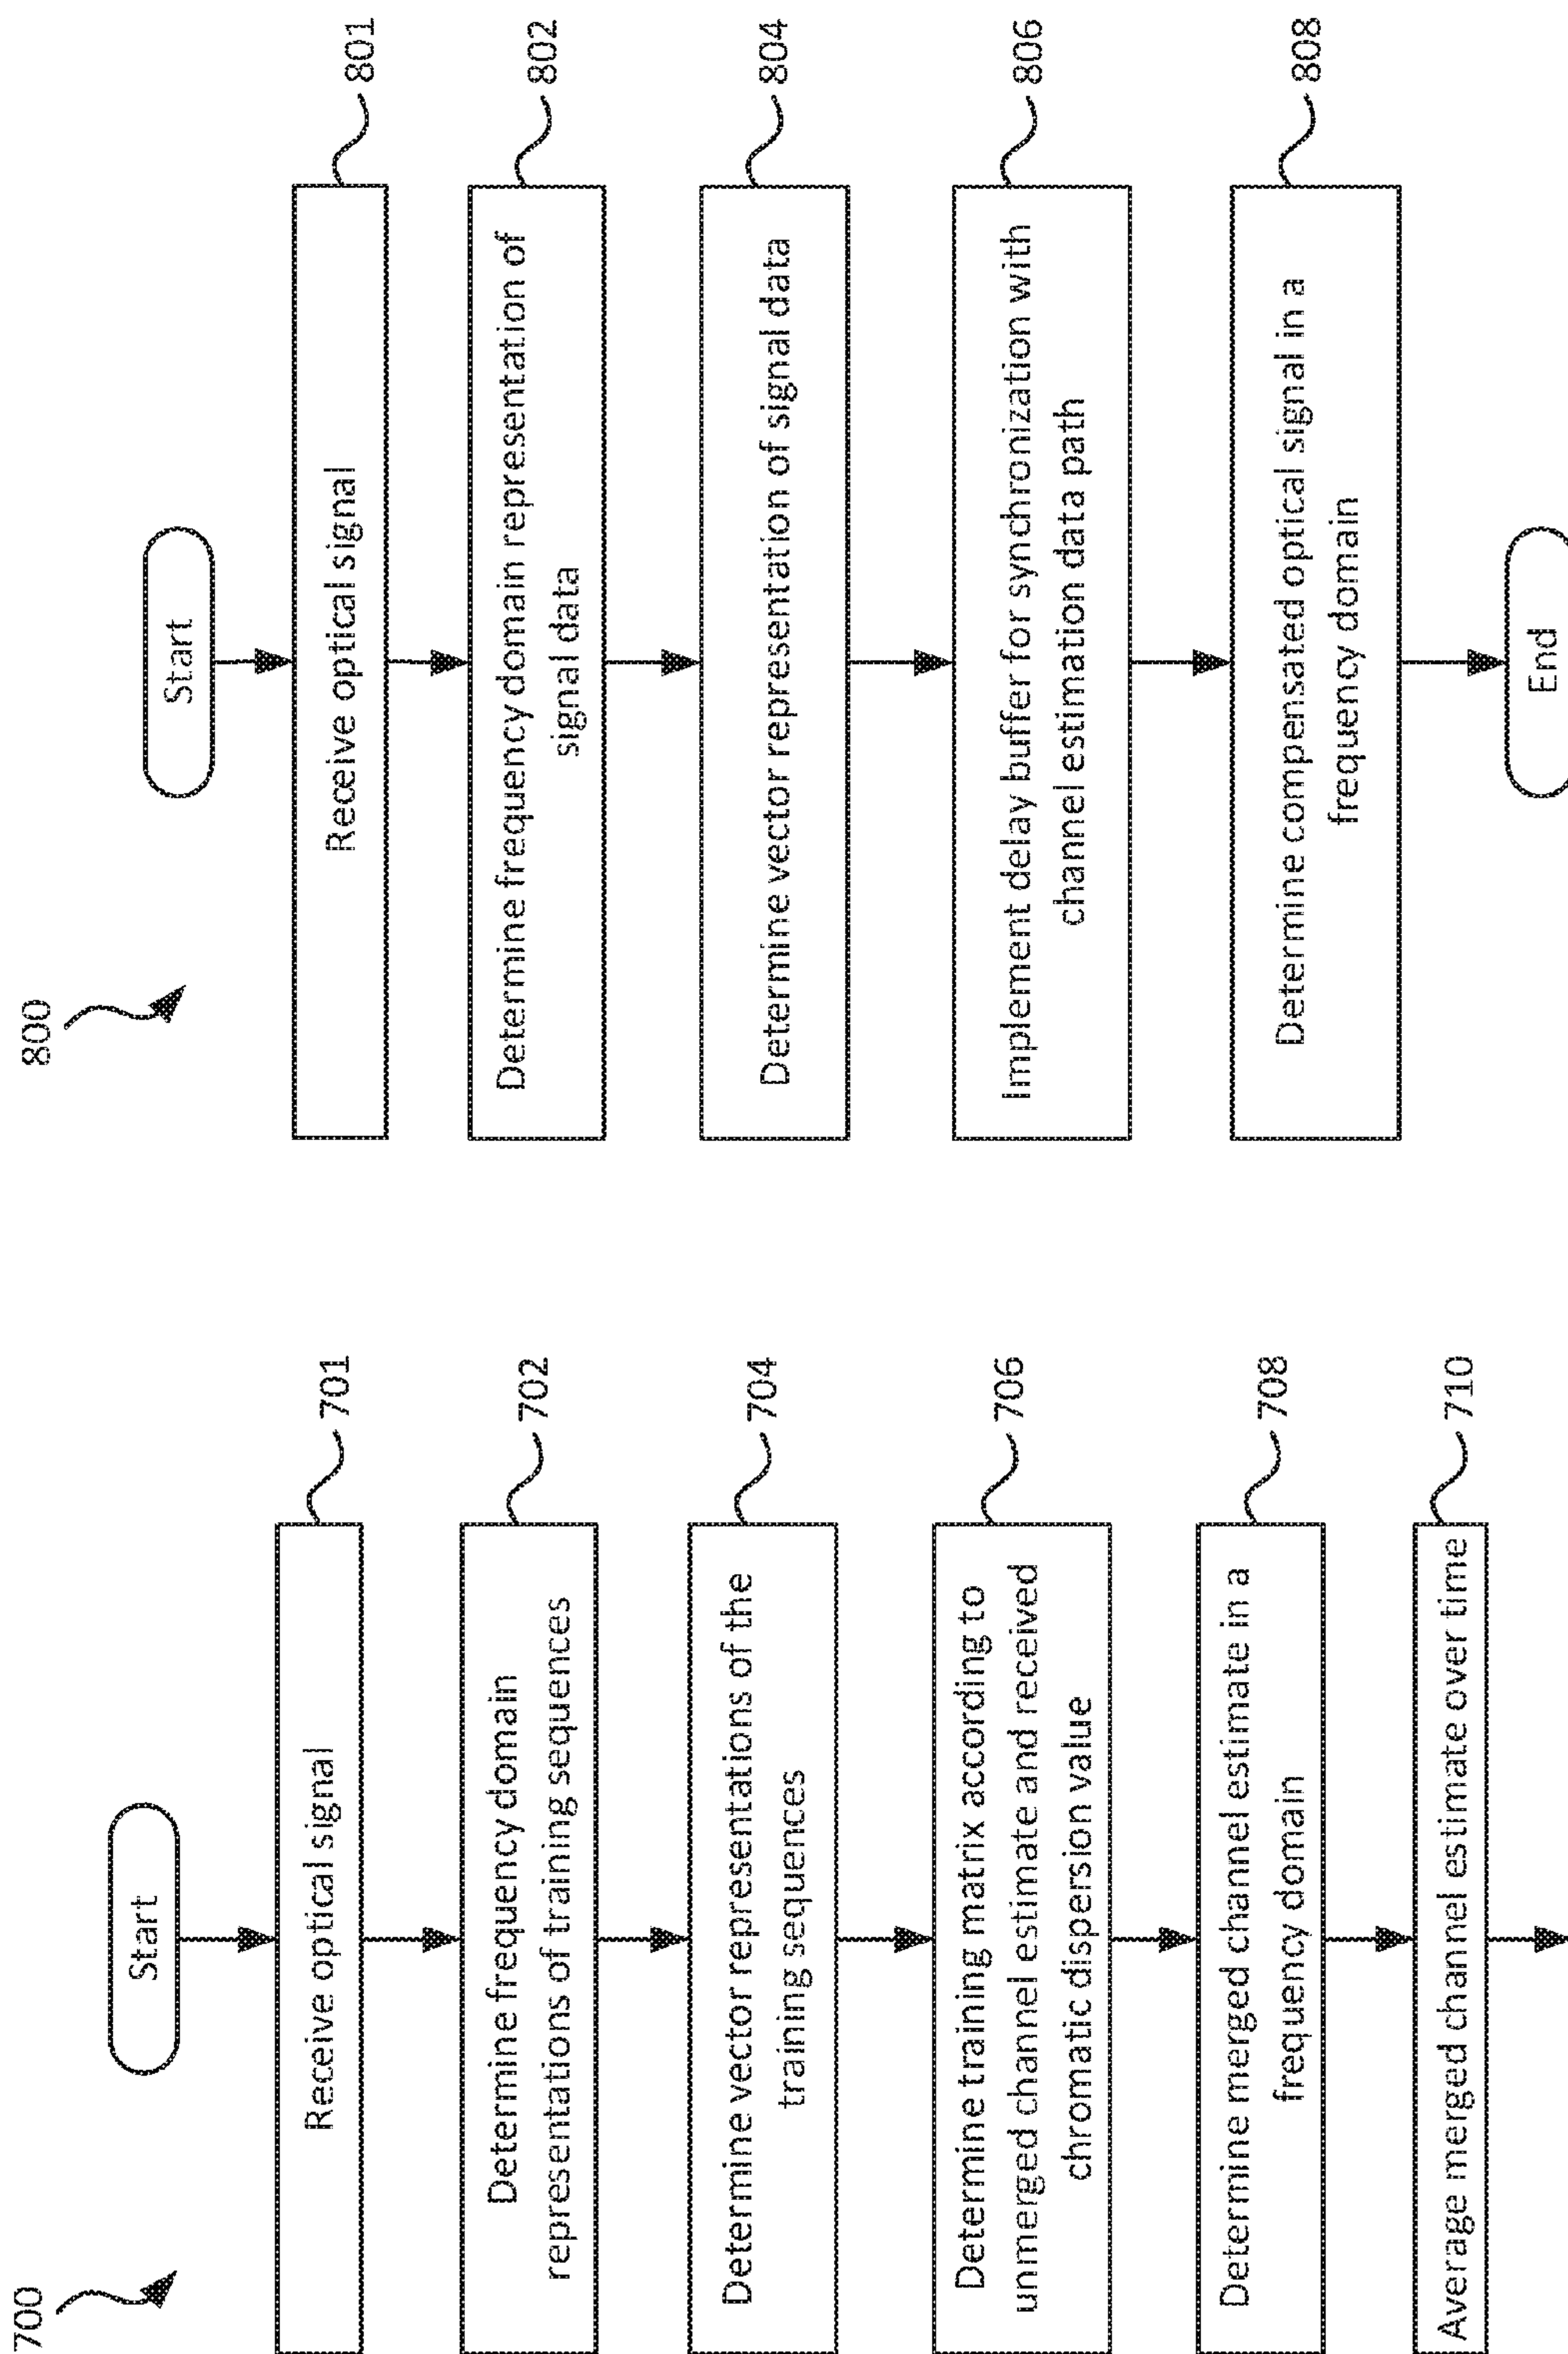 700
Start
Receive optical signal
701
Determine frequency domain
representations of training sequences
702
Determine vector representations of the
training sequences
704
Determine training matrix according to
unmerged channel estimate and received
chromatic dispersion value
706
Determine merged channel estimate in a
frequency domain
708
Average merged channel estimate over time
710
800
Start
Receive optical signal
801
Determine frequency domain representation of
signal data
802
Determine vector representation of signal data
804
Implement delay buffer for synchronization with
channel estimation data path
806
Determine compensated optical signal in a
frequency domain
808
End